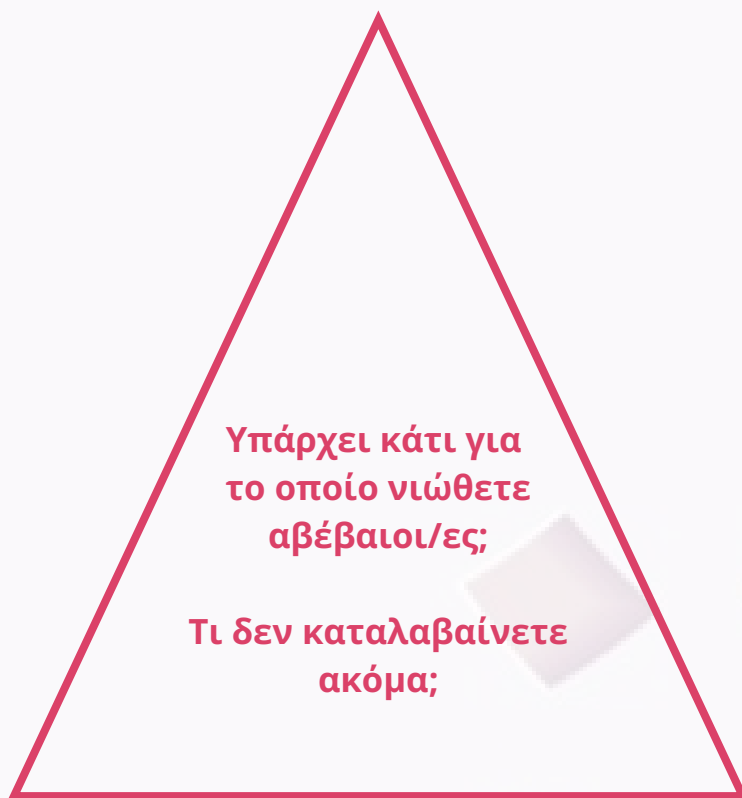 Υπάρχει κάτι για
το οποίο νιώθετε
αβέβαιοι/ες;
Τι δεν καταλαβαίνετε
ακόμα;